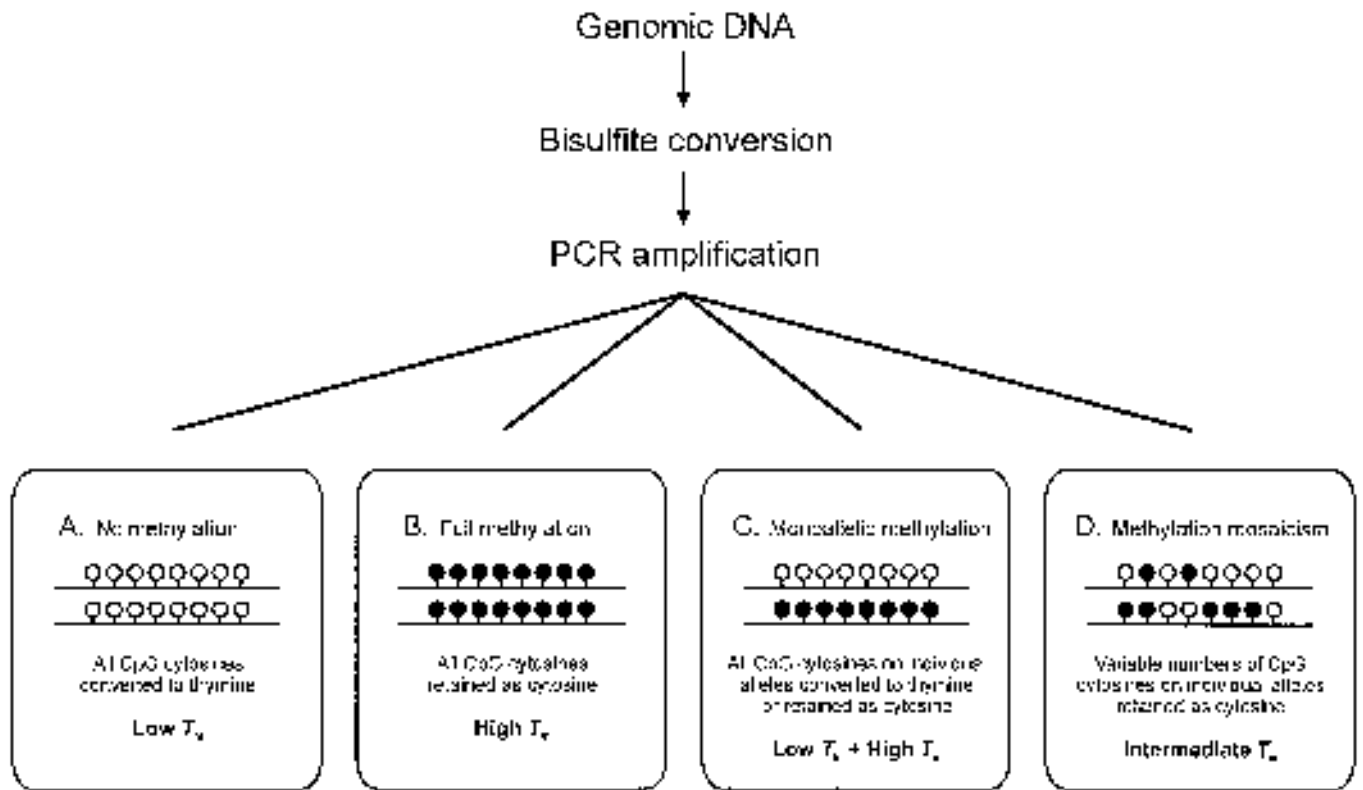 Genomic DNA
Bisulfite conversion
PCR amplification
A. No methylation
All CpG cytosines
converted to thymine
Low T
B. Full methylation
All CpG cytosines
retained as cytosine
High T
C. Monoallelic methylation
All CpG cytosines on
alleles converted to thymine
or retained as cytosine
Low T + High T
D. Methylation mosaicism
Variable numbers of CpG
cytosines on individual alleles
retained as cytosine
Intermediate T